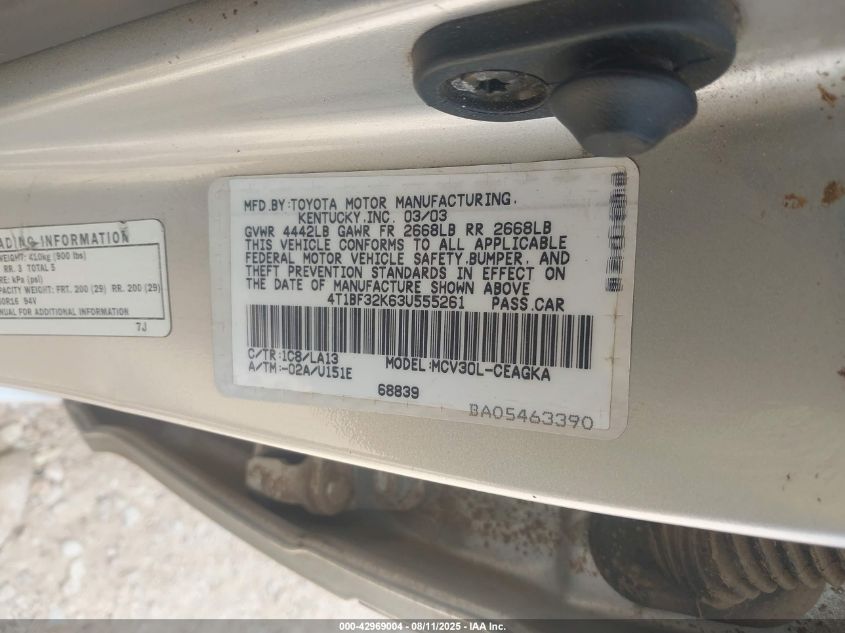 ADING INFORMATION
WEIGHT: 410kg (900 lbs)
RR. 3 TOTAL 5
RE: kPa (psi)
APACITY WEIGHT: FRT. 200 (29) RR. 200 (29)
60R16 94V
ANUAL FOR ADDITIONAL INFORMATION
7J
MFD.BY:TOYOTA MOTOR MANUFACTURING,
KENTUCKY,INC. 03/03
GVWR 4442LB GAWR FR 2668LB RR 2668LB
THIS VEHICLE CONFORMS TO ALL APPLICABLE
FEDERAL MOTOR VEHICLE SAFETY,BUMPER, AND
THEFT PREVENTION STANDARDS IN EFFECT ON
THE DATE OF MANUFACTURE SHOWN ABOVE
4T1BF32K63U555261 PASS.CAR
C/TR:1C8/LA13 MODEL:MCV30L-CEAGKA
A/TM:-02A/U151E
68839
BA05463390
000-42969004 - 08/11/2025 - IAAI.COM